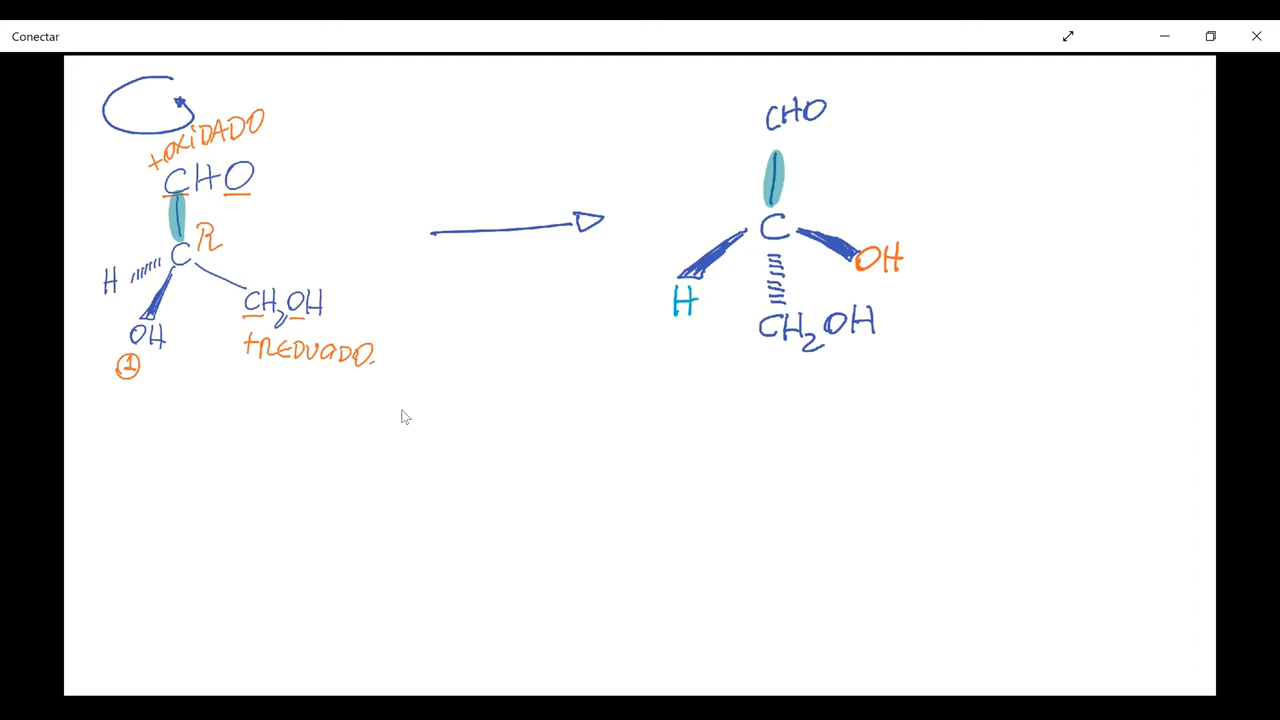 Conectar
+OXiDADO
CHO
C R
H
CH2OH
OH
+REDUCIDO.
1
CHO
C
OH
H
CH2OH